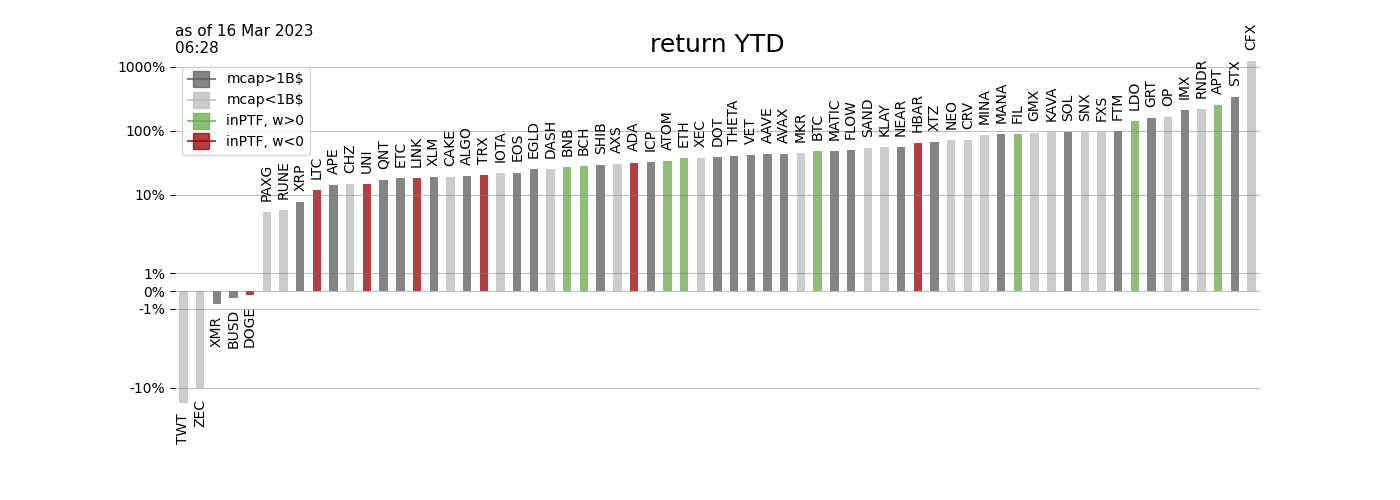 as of 16 Mar 2023
06:28
return YTD
1000%
100%
10%
1%
0%
-1%
-10%
mcap>1B$
mcap<1B$
inPTF, w>0
inPTF, w<0
TWT
ZEC
XMR
BUSD
DOGE
PAXG
RUNE
XRP
LTC
APE
CHZ
UNI
QNT
ETC
LINK
XLM
CAKE
ALGO
TRX
IOTA
EOS
EGLD
DASH
BNB
BCH
SHIB
AXS
ADA
ICP
ATOM
ETH
XEC
DOT
THETA
VET
AAVE
AVAX
MKR
BTC
MATIC
FLOW
SAND
KLAY
NEAR
HBAR
XTZ
NEO
CRV
MINA
MANA
FIL
GMX
KAVA
SOL
SNX
FXS
FTM
LDO
GRT
OP
IMX
RNDR
APT
STX
CFX